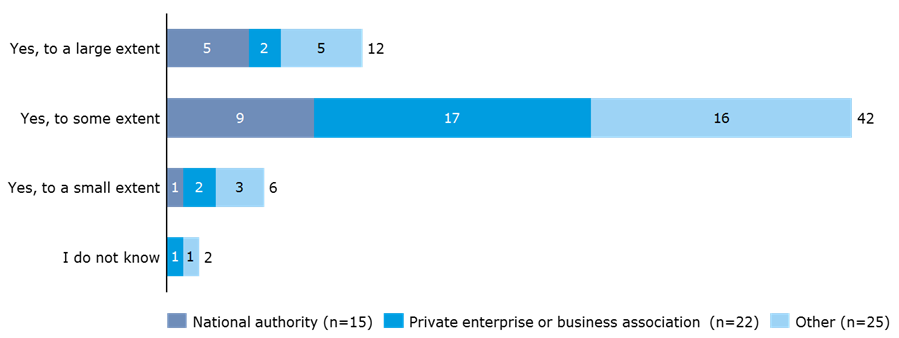 Yes, to a large extent 5 2 5 12
Yes, to some extent 9 17 16 42
Yes, to a small extent 1 2 3 6
I do not know 1 1 2
National authority (n=15) Private enterprise or business association (n=22) Other (n=25)